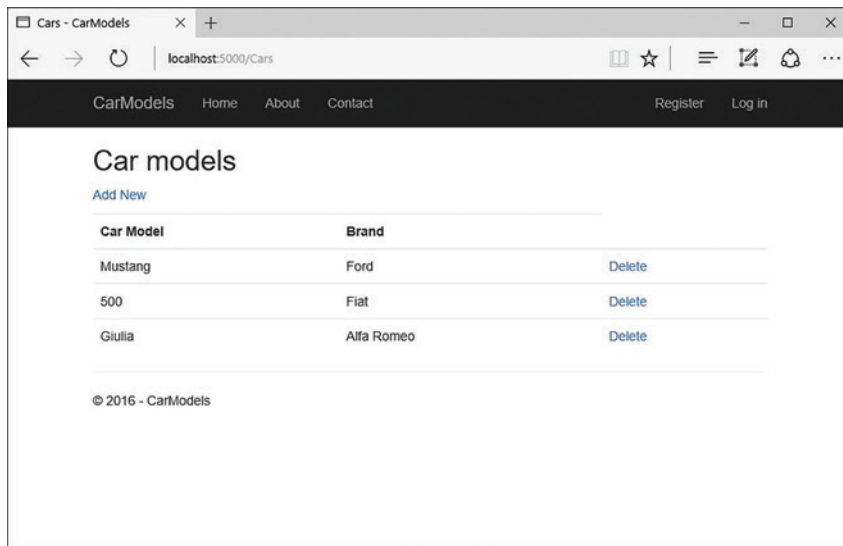 Cars - CarModels
localhost:5000/Cars
CarModels Home About Contact Register Log in
Car models
Add New
Car Model Brand
Mustang Ford Delete
500 Fiat Delete
Giulia Alfa Romeo Delete
© 2016 - CarModels